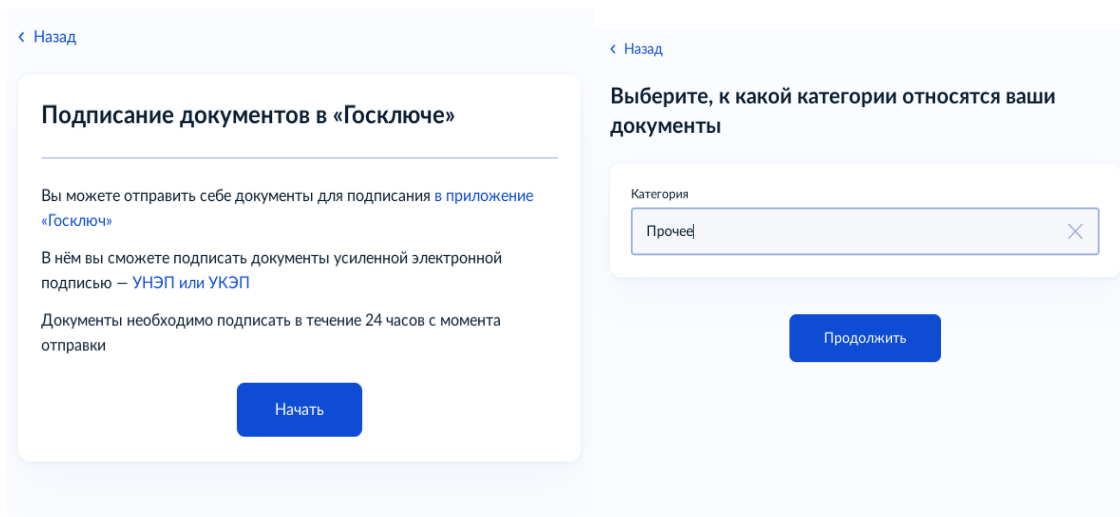 Назад
Подписание документов в «Госключе»
Вы можете отправить себе документы для подписания в приложение
«Госключ»
В нём вы сможете подписать документы усиленной электронной
подписью — УНЭП или УКЭП
Документы необходимо подписать в течение 24 часов с момента
отправки
Начать
Назад
Выберите, к какой категории относятся ваши
документы
Категория
Прочее
Продолжить